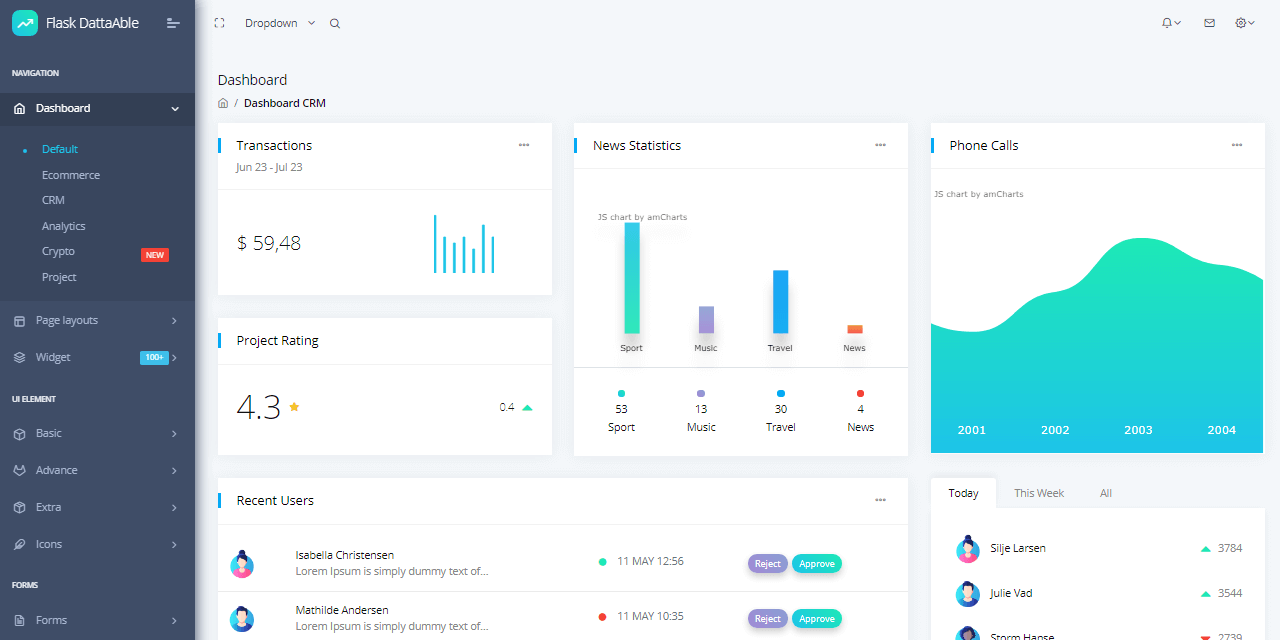 Flask DattaAble
NAVIGATION
Dashboard
Default
Ecommerce
CRM
Analytics
Crypto NEW
Project
Page layouts
Widget 100+
UI ELEMENT
Basic
Advance
Extra
Icons
FORMS
Forms
Dropdown
Dashboard
/ Dashboard CRM
Transactions
Jun 23 - Jul 23
$ 59,48
Project Rating
4.3 0.4
News Statistics
JS chart by amCharts
Sport Music Travel News
53 13 30 4
Sport Music Travel News
Phone Calls
JS chart by amCharts
2001 2002 2003 2004
Recent Users
Isabella Christensen
Lorem Ipsum is simply dummy text of...
11 MAY 12:56
Reject Approve
Mathilde Andersen
Lorem Ipsum is simply dummy text of...
11 MAY 10:35
Reject Approve
Today This Week All
Silje Larsen 3784
Julie Vad 3544
Storm Hanse 2739